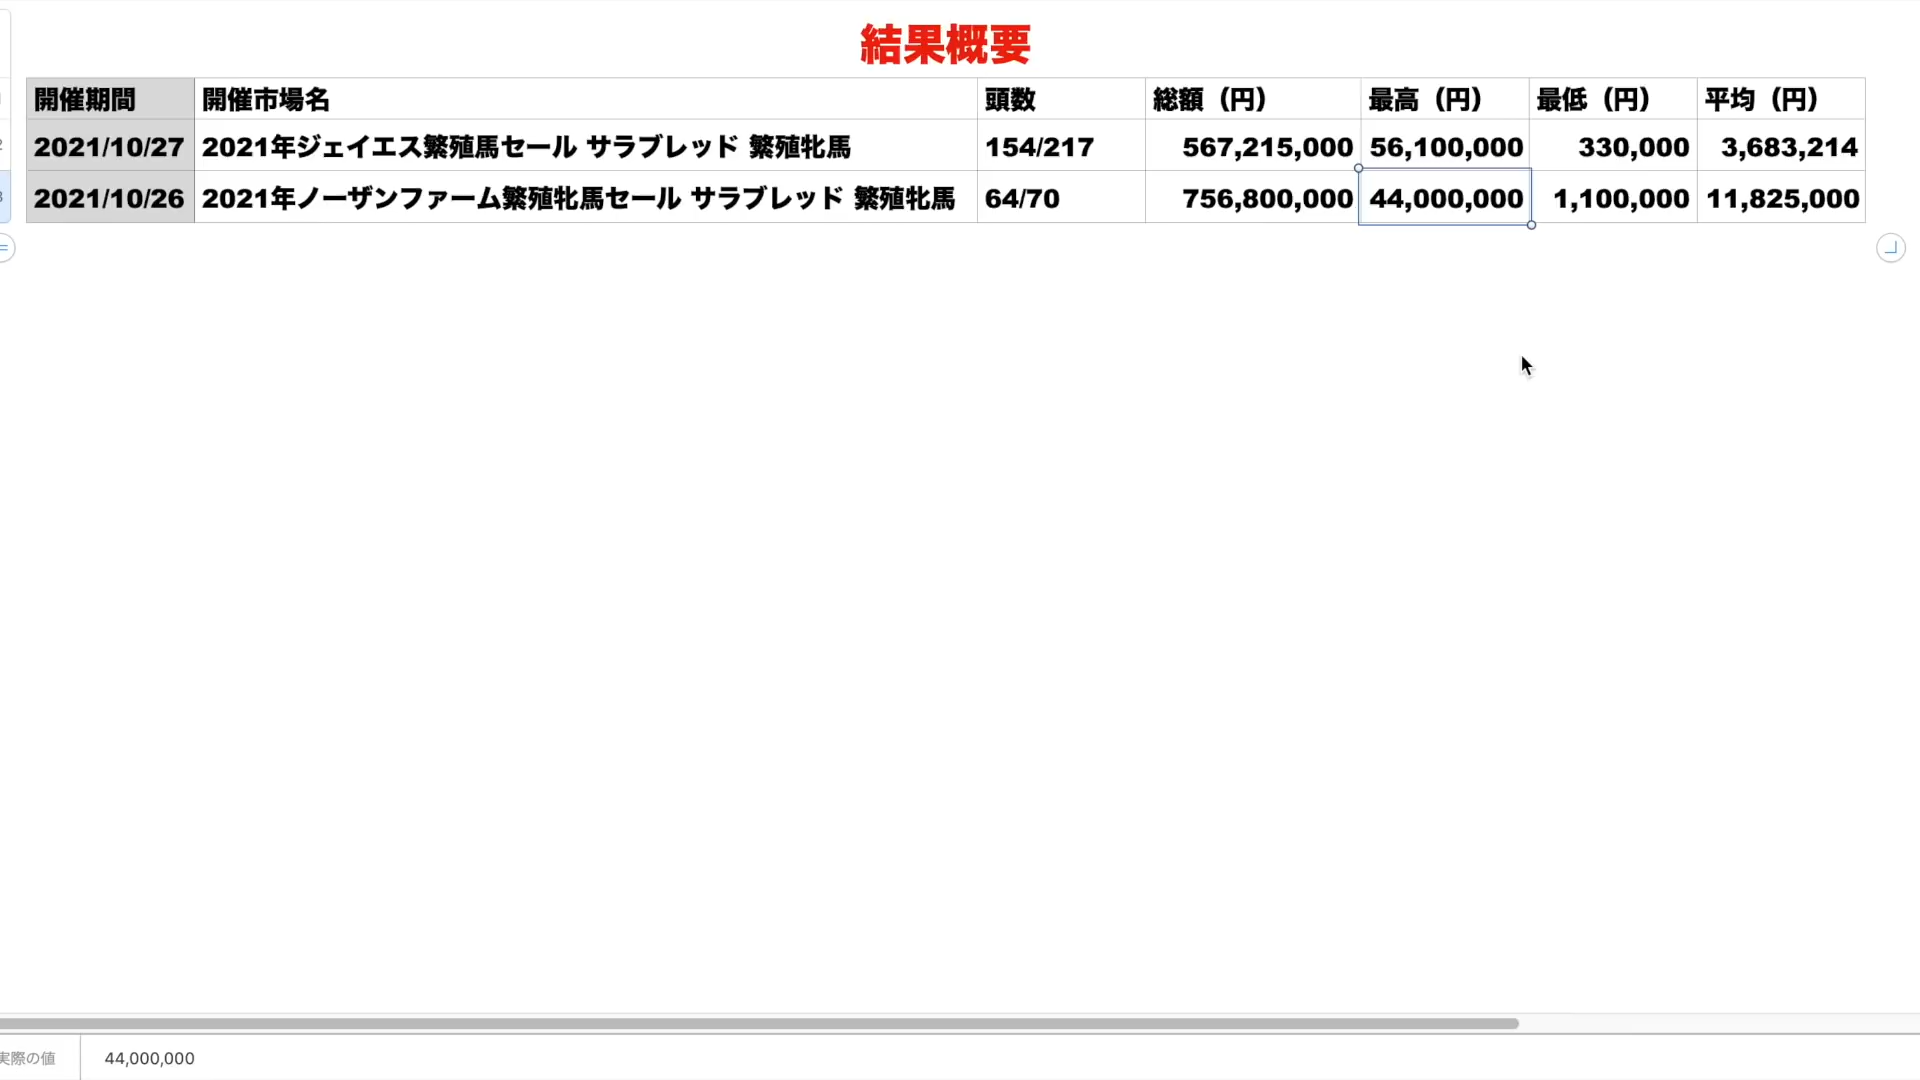 結果概要
開催期間 開催市場名 頭数 総額（円） 最高（円） 最低（円） 平均（円）
2021/10/27 2021年ジェイエス繁殖馬セール サラブレッド 繁殖牝馬 154/217 567,215,000 56,100,000 330,000 3,683,214
2021/10/26 2021年ノーザンファーム繁殖牝馬セール サラブレッド 繁殖牝馬 64/70 756,800,000 44,000,000 1,100,000 11,825,000
実際の値 44,000,000